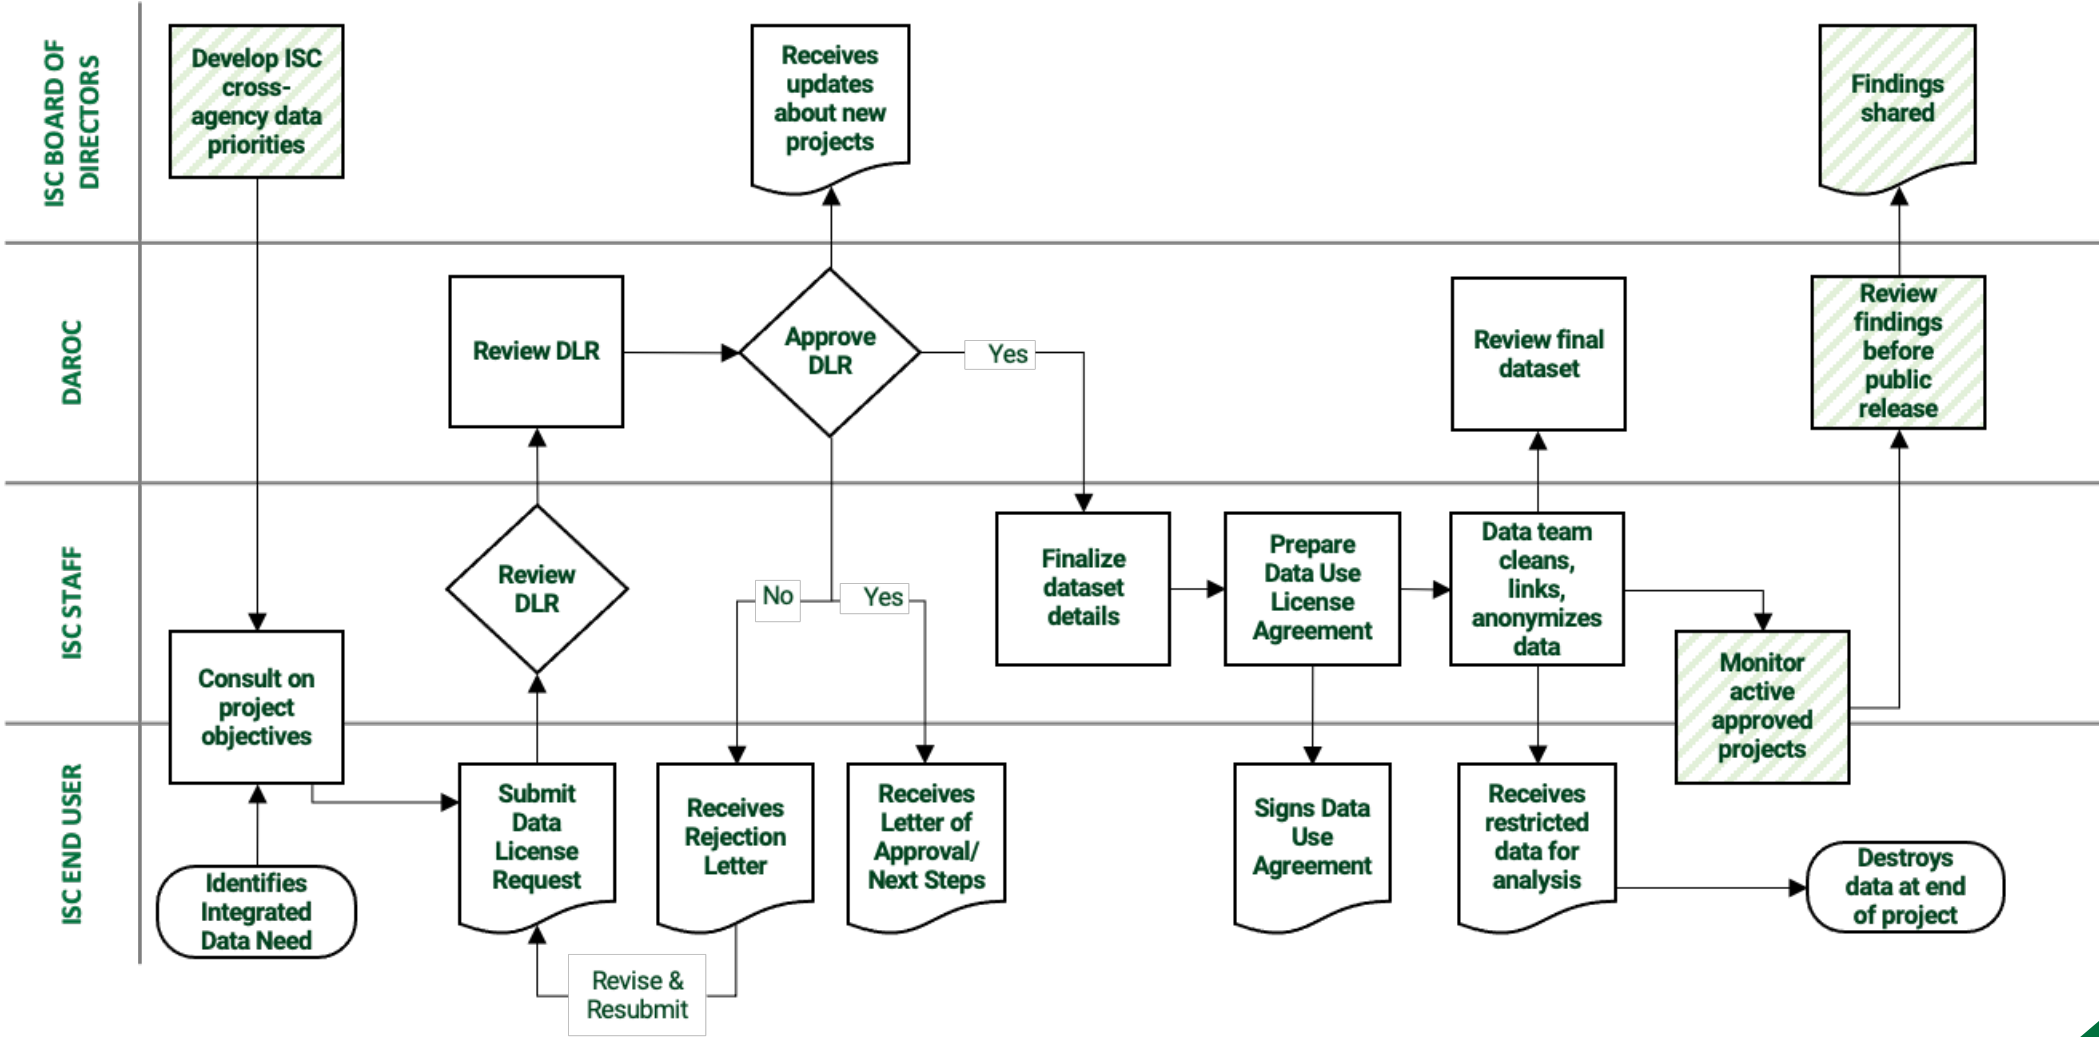 ISC BOARD OF
DIRECTORS
Develop ISC
cross-
agency data
priorities
Receives
updates
about new
projects
Findings
shared
DAROC
Review DLR
Approve
DLR
Yes
Review final
dataset
Review
findings
before
public
release
ISC STAFF
Consult on
project
objectives
Review
DLR
No
Yes
Finalize
dataset
details
Prepare
Data Use
License
Agreement
Data team
cleans,
links,
anonymizes
data
Monitor
active
approved
projects
ISC END USER
Identifies
Integrated
Data Need
Submit
Data
License
Request
Receives
Rejection
Letter
Receives
Letter of
Approval/
Next Steps
Signs Data
Use
Agreement
Receives
restricted
data for
analysis
Destroys
data at end
of project
Revise &
Resubmit